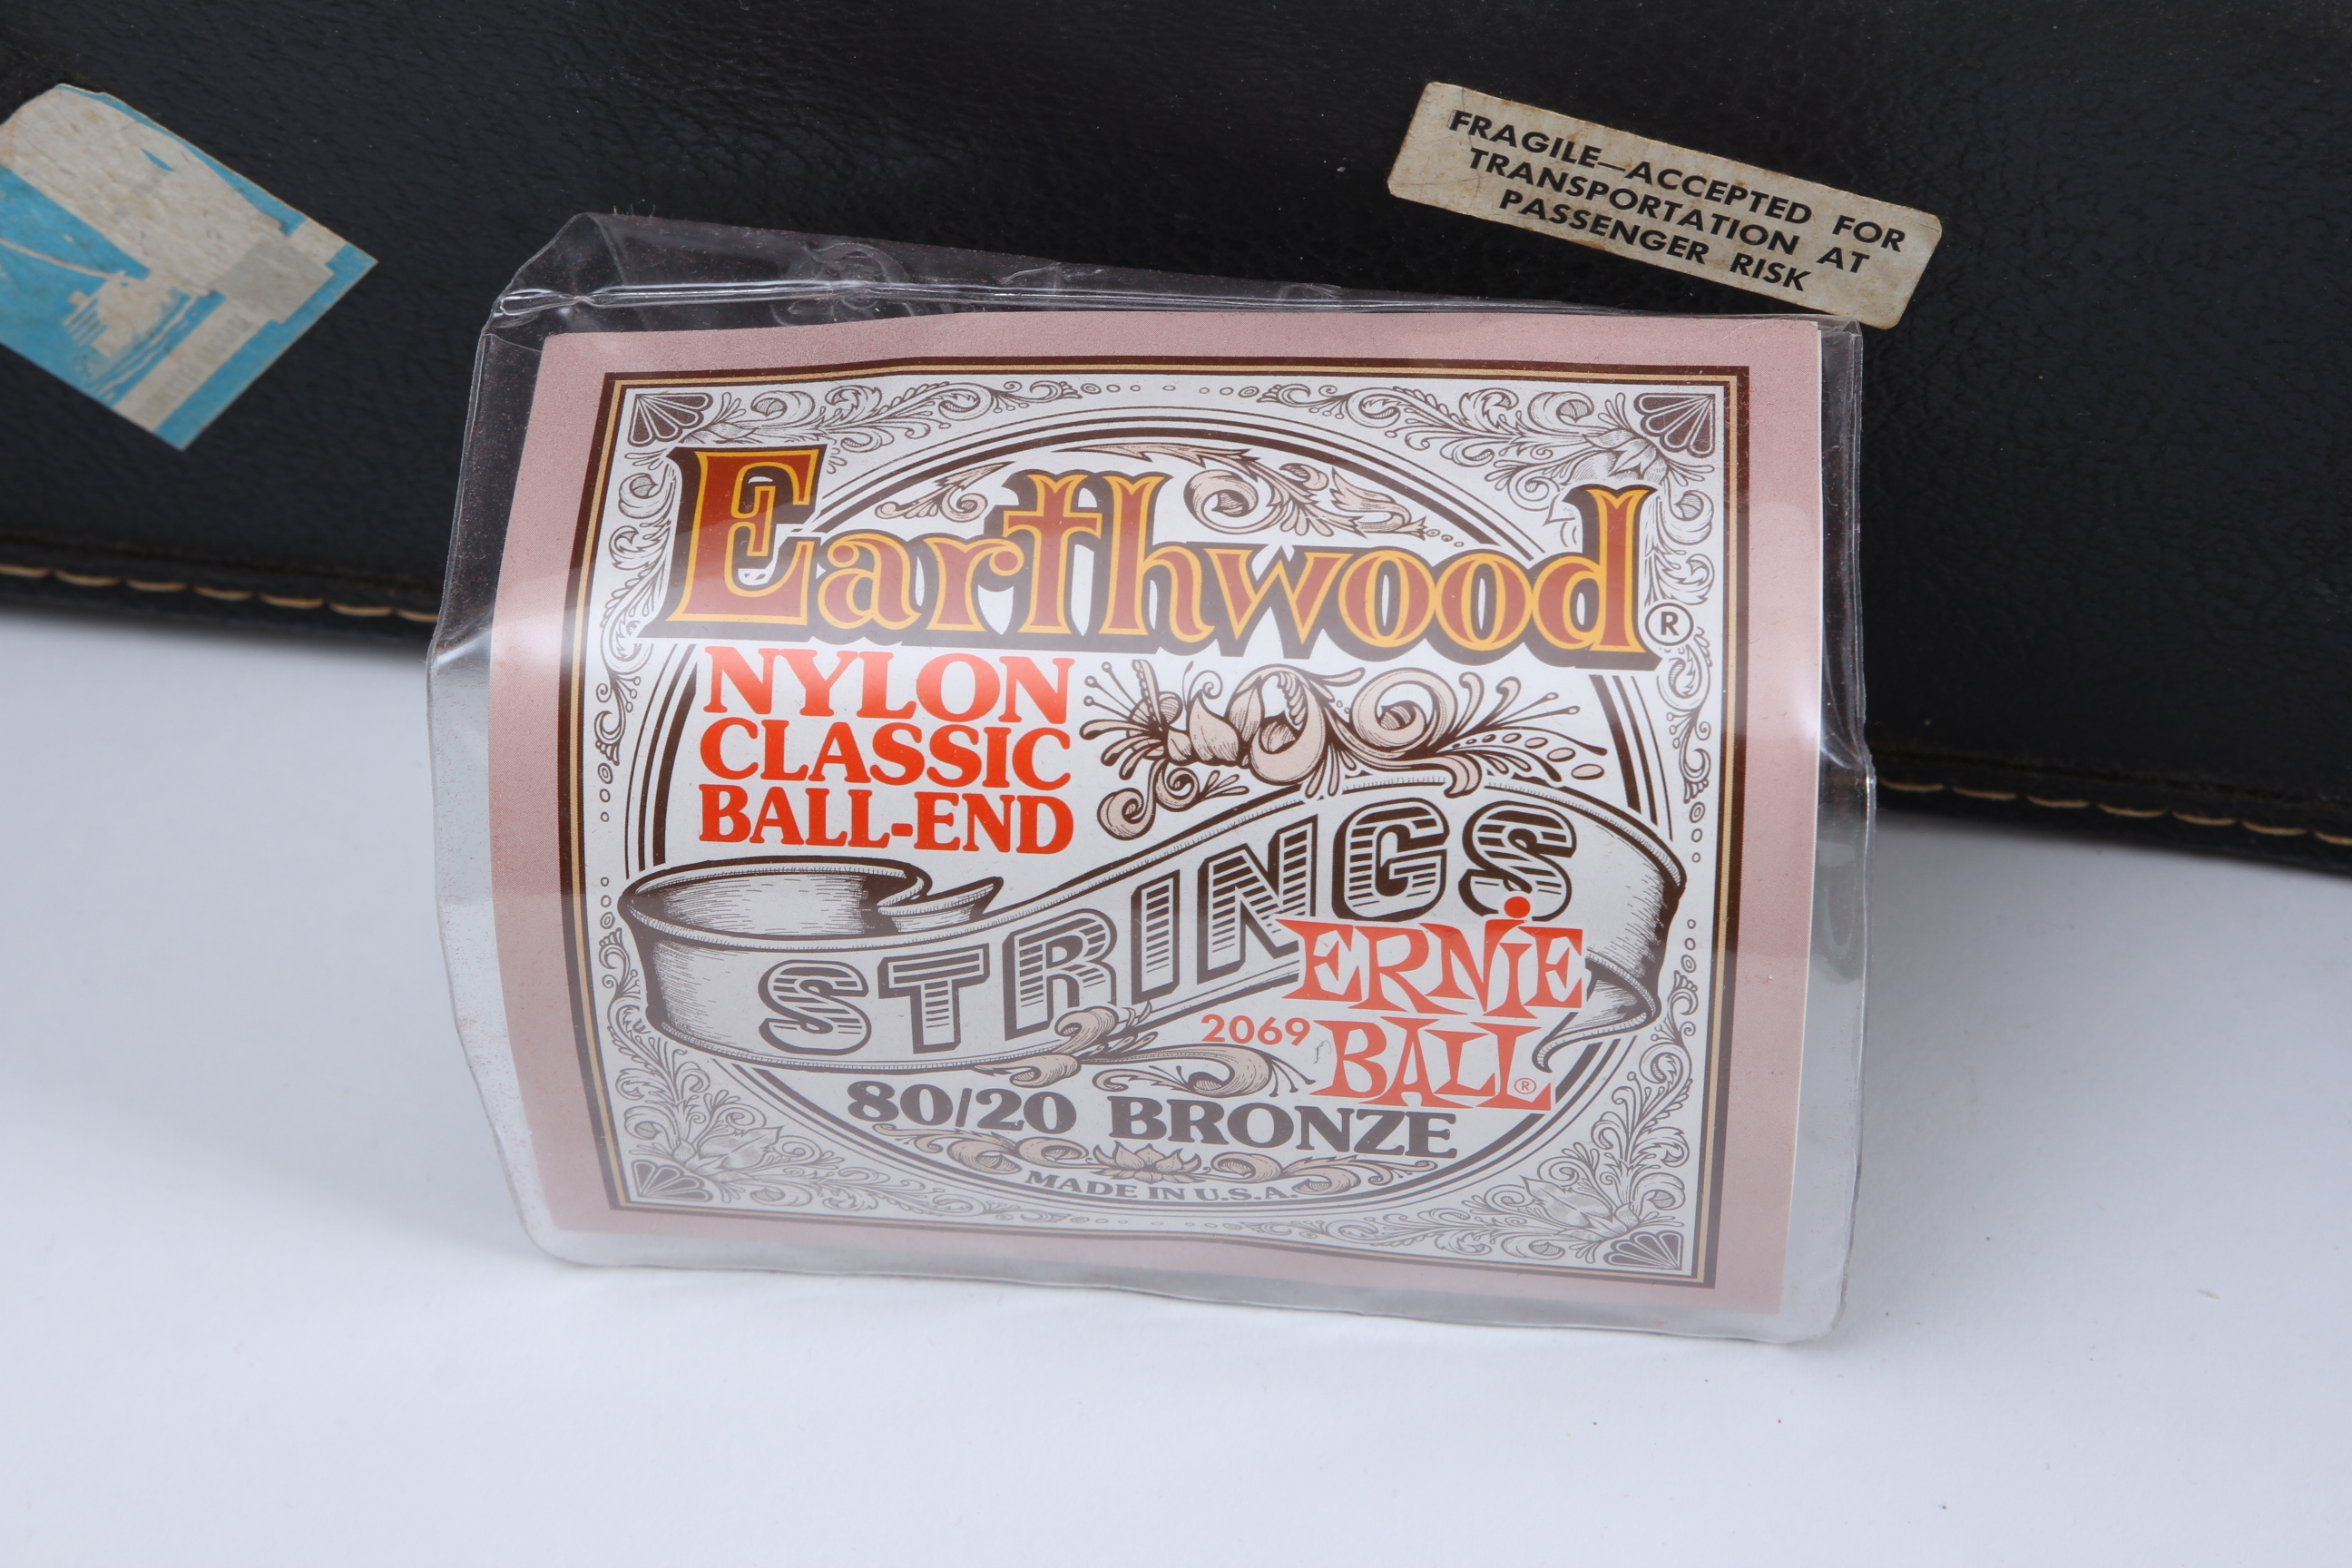 FRAGILE—ACCEPTED FOR
TRANSPORTATION AT
PASSENGER RISK
Earthwood®
NYLON
CLASSIC
BALL-END
STRINGS
ERNIE
2069 BALL®
80/20 BRONZE
MADE IN U.S.A.